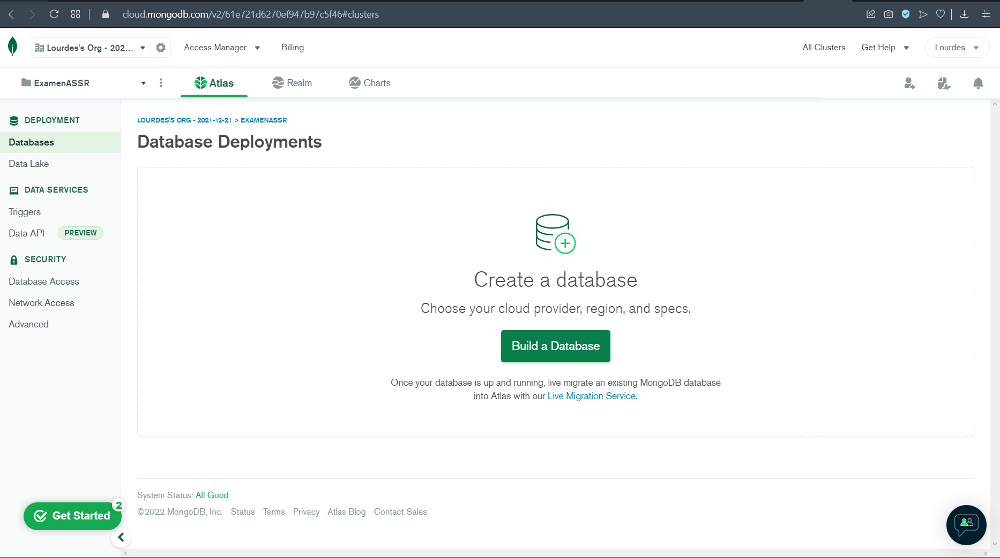 cloud.mongodb.com/v2/61e721d6270ef947b97c5f46#clusters
Lourdes's Org - 202...
Access Manager
Billing
All Clusters
Get Help
Lourdes
ExamenASSR
Atlas
Realm
Charts
DEPLOYMENT
Databases
Data Lake
DATA SERVICES
Triggers
Data API PREVIEW
SECURITY
Database Access
Network Access
Advanced
LOURDES'S ORG - 2021-12-21 > EXAMENASSR
Database Deployments
Create a database
Choose your cloud provider, region, and specs.
Build a Database
Once your database is up and running, live migrate an existing MongoDB database
into Atlas with our Live Migration Service.
System Status: All Good
©2022 MongoDB, Inc. Status Terms Privacy Atlas Blog Contact Sales
Get Started
2